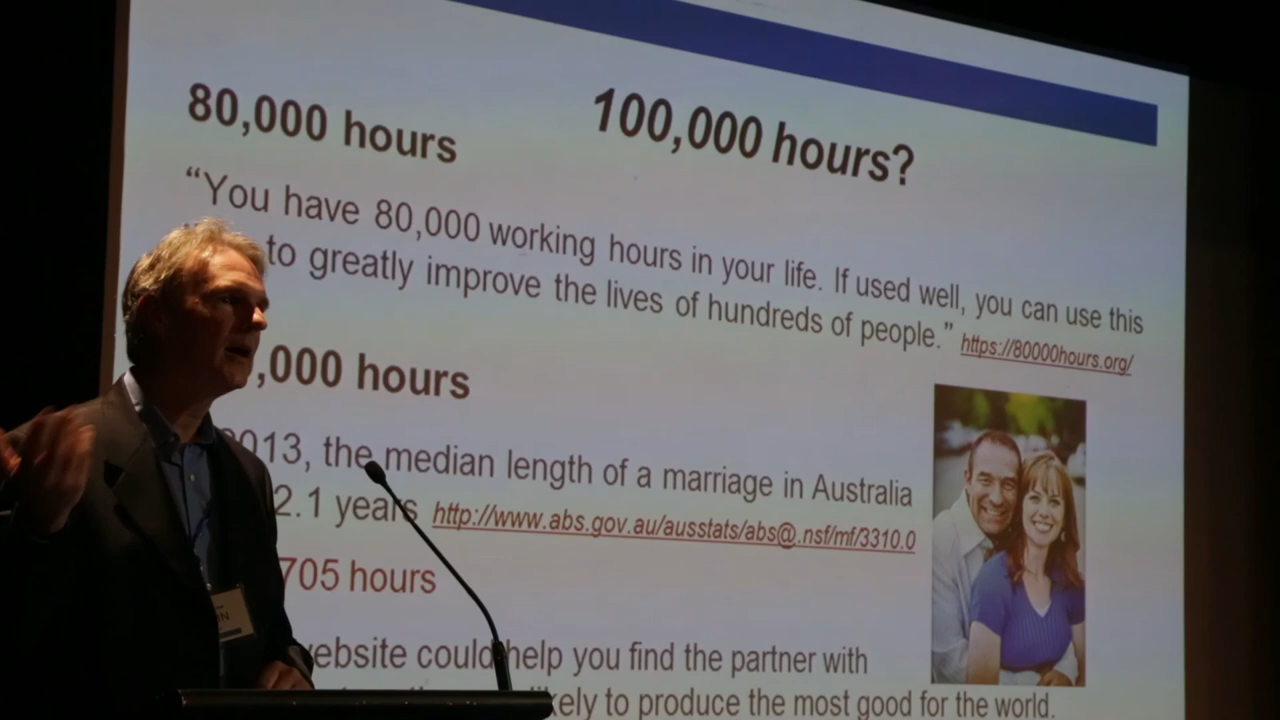 100,000 hours?
80,000 hours
“You have 80,000 working hours in your life. If used well, you can use this
to greatly improve the lives of hundreds of people.” https://80000hours.org/
,000 hours
2013, the median length of a marriage in Australia
2.1 years http://www.abs.gov.au/ausstats/abs@.nsf/mf/3310.0
705 hours
website could help you find the partner with
likely to produce the most good for the world.